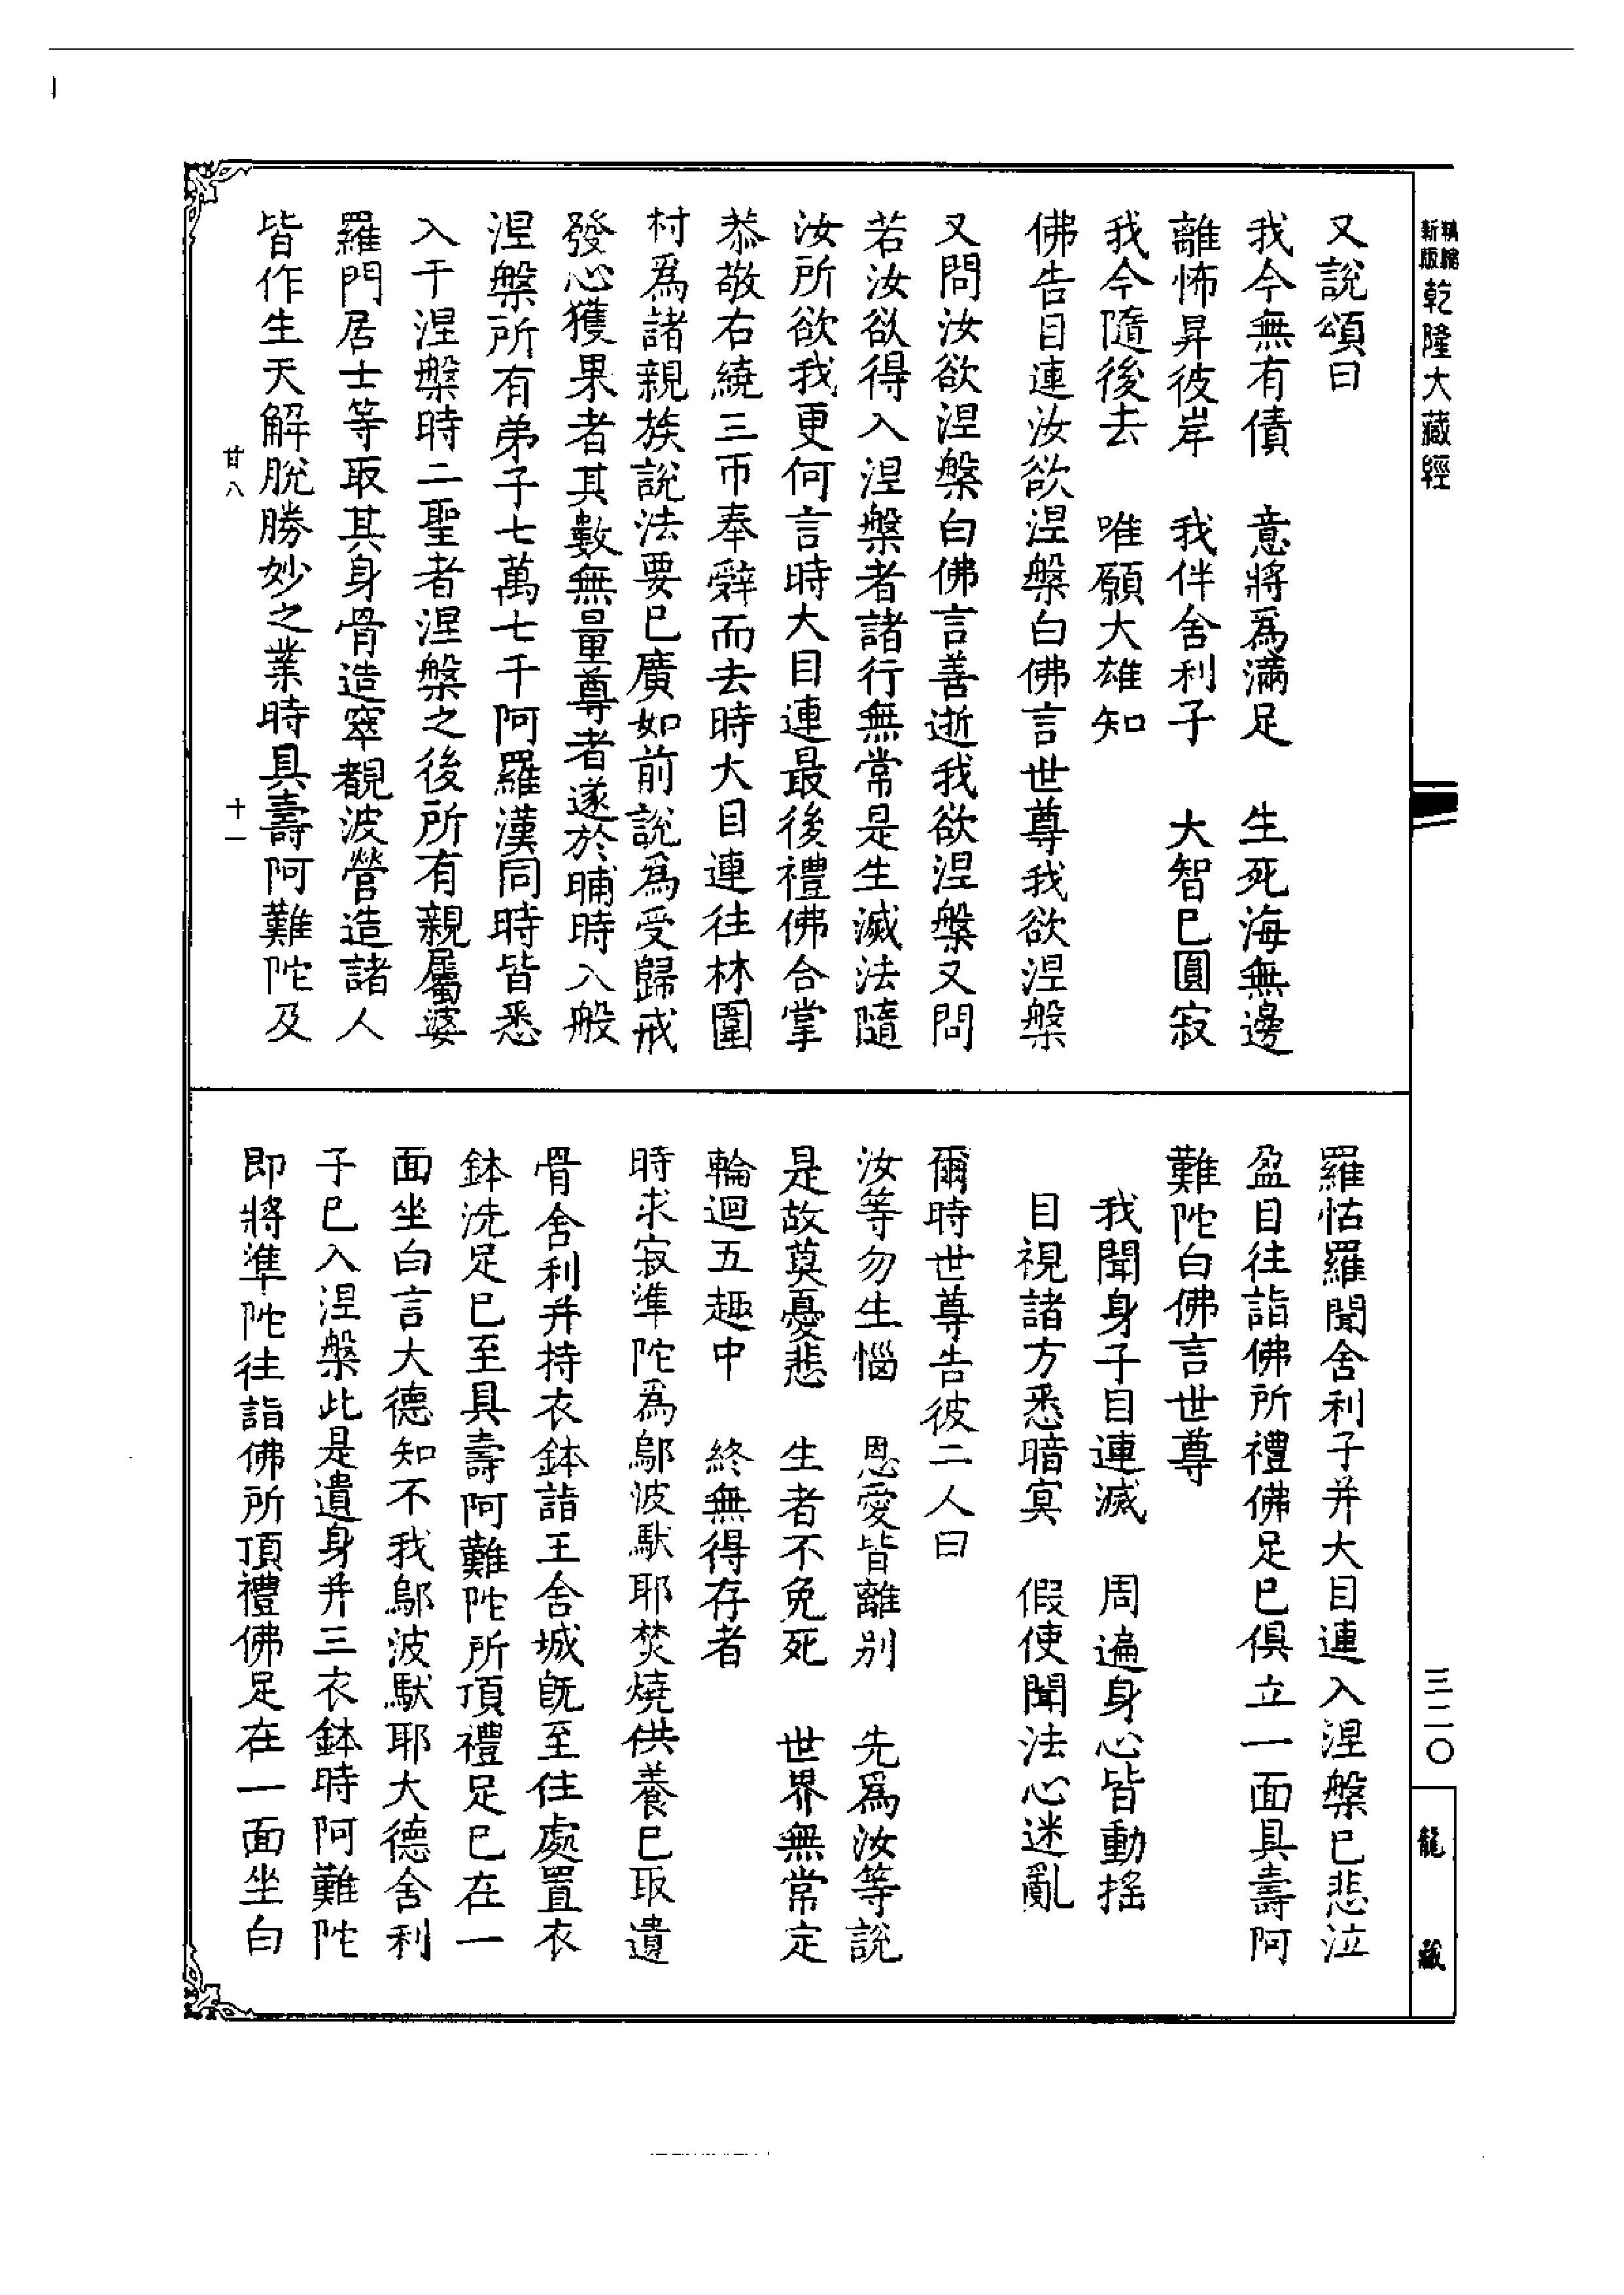 新版
乾隆大藏經
三二〇
龍藏
又說頌曰
我今無有債　意將為滿足　生死海無邊
離怖昇彼岸　我伴舍利子　大智已圓寂
我今隨後去　唯願大雄知
佛告目連汝欲涅槃白佛言世尊我欲涅槃
又問汝欲涅槃白佛言善逝我欲涅槃又問
若汝欲得入涅槃者諸行無常是生滅法隨
汝所欲我更何言時大目連最後禮佛合掌
恭敬右繞三帀奉辭而去時大目連往林圍
村為諸親族說法要已廣如前說為受歸戒
發心獲果者其數無量尊者遂於晡時入般
涅槃所有弟子七萬七千阿羅漢同時皆悉
入于涅槃時二聖者涅槃之後所有親屬婆
羅門居士等取其身骨造窣覩波營造諸人
皆作生天解脫勝妙之業時具壽阿難陀及
甘八　十一
羅怙羅聞舍利子并大目連入涅槃已悲泣
盈目往詣佛所禮佛足已俱立一面具壽阿
難陀白佛言世尊
我聞身子目連滅　周遍身心皆動搖
目視諸方悉暗冥　假使聞法心迷亂
爾時世尊告彼二人曰
汝等勿生惱　恩愛皆離別　先為汝等說
是故莫憂悲　生者不免死　世界無常定
輪迴五趣中　終無得存者
時求寂準陀為鄔波馱耶焚燒供養已取遺
骨舍利并持衣鉢詣王舍城既至住處置衣
鉢洗足已至具壽阿難陀所頂禮足已在一
面坐白言大德知不我鄔波馱耶大德舍利
子已入涅槃此是遺身并三衣鉢時阿難陀
即將準陀往詣佛所頂禮佛足在一面坐白